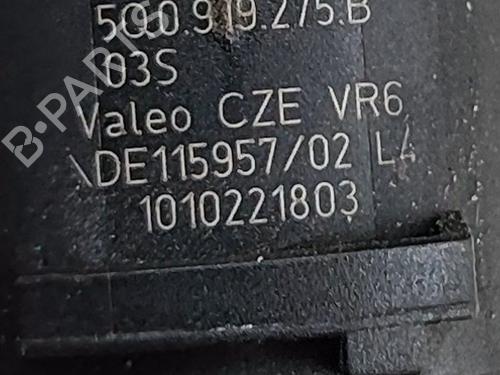 5Q0.919.275.B
03S
Valeo CZE VR6
\DE115957/02 L4
1010221803
B-PARTS